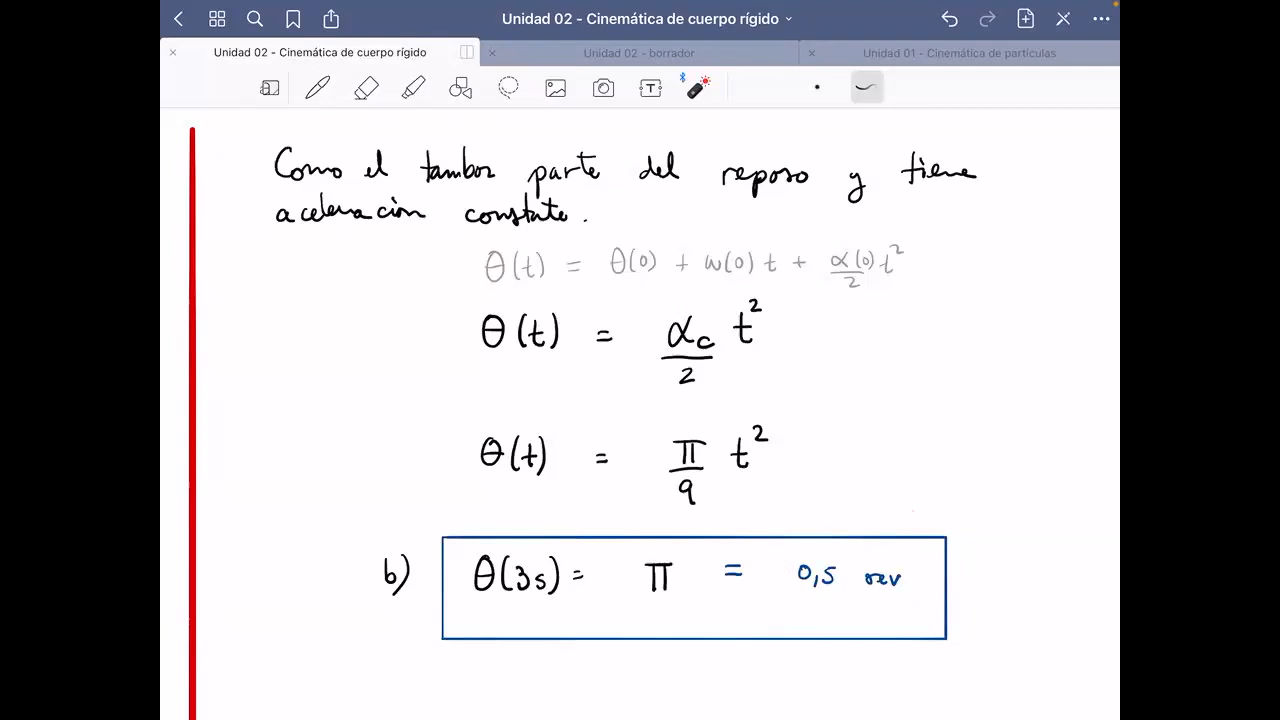 Unidad 02 - Cinemática de cuerpo rígido
Unidad 02 - Cinemática de cuerpo rígido
Unidad 02 - borrador
Unidad 01 - Cinemática de partículas
T
Como el tambor parte del reposo y tiene
aceleración constate.
θ(t) = θ(0) + ω(0) t + α(0)/2 t²
θ(t) = αc/2 t²
θ(t) = π/9 t²
b) θ(3s) = π = 0,5 rev